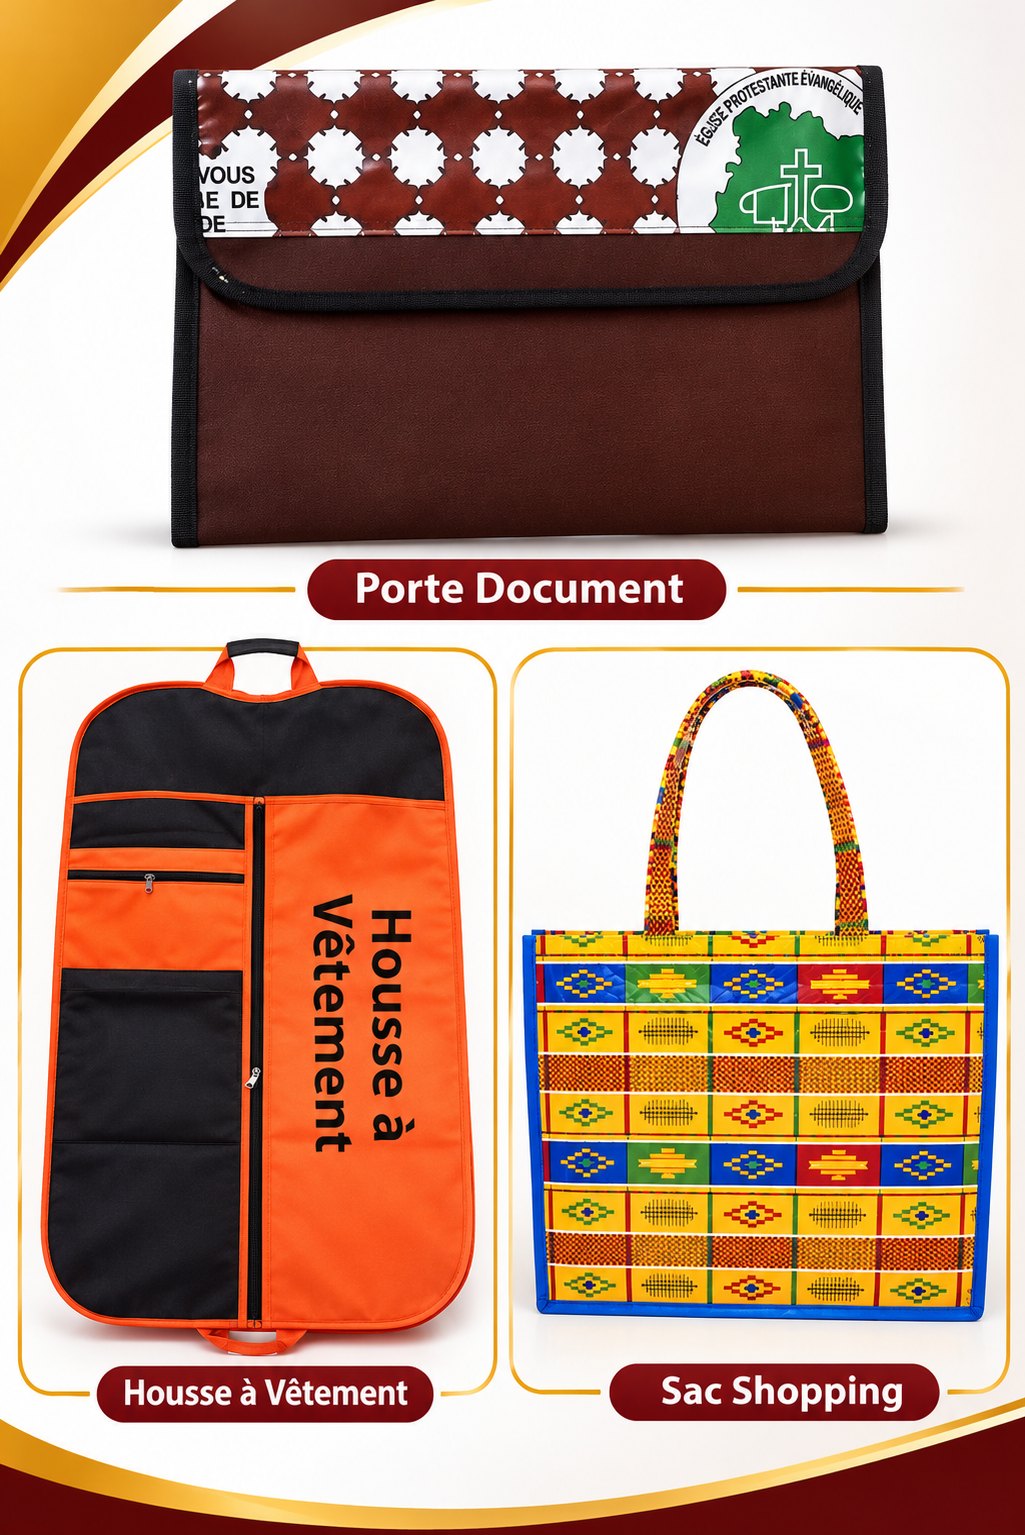 ÉGLISE PROTESTANTE ÉVANGÉLIQUE
VOUS
DE
DE
Porte Document
Housse à
Vêtement
Housse à Vêtement
Sac Shopping